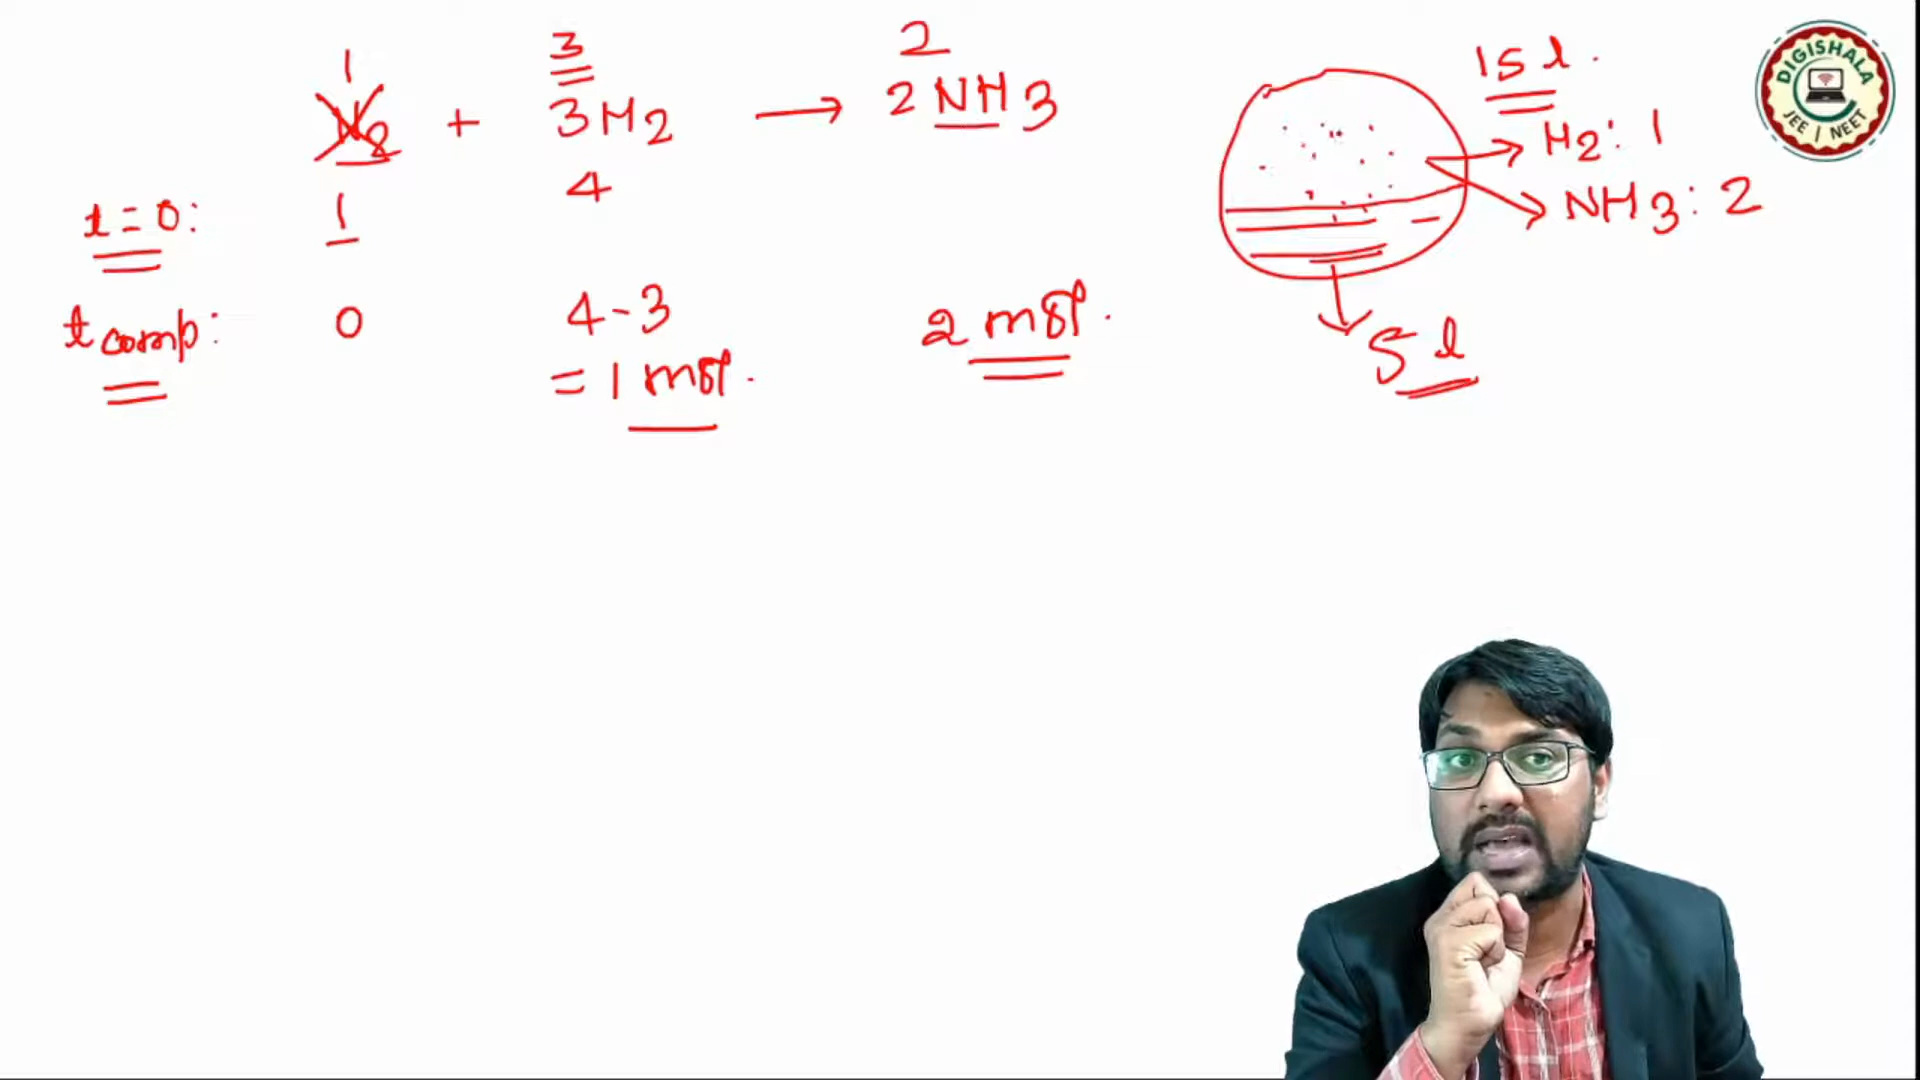 1 3 2
N2 + 3H2 → 2NH3
t=0: 1 4
tcomp: 0 4-3 2 mol.
= 1 mol.
15 l.
H2: 1
NH3: 2
5 l
DIGISHALA
JEE | NEET